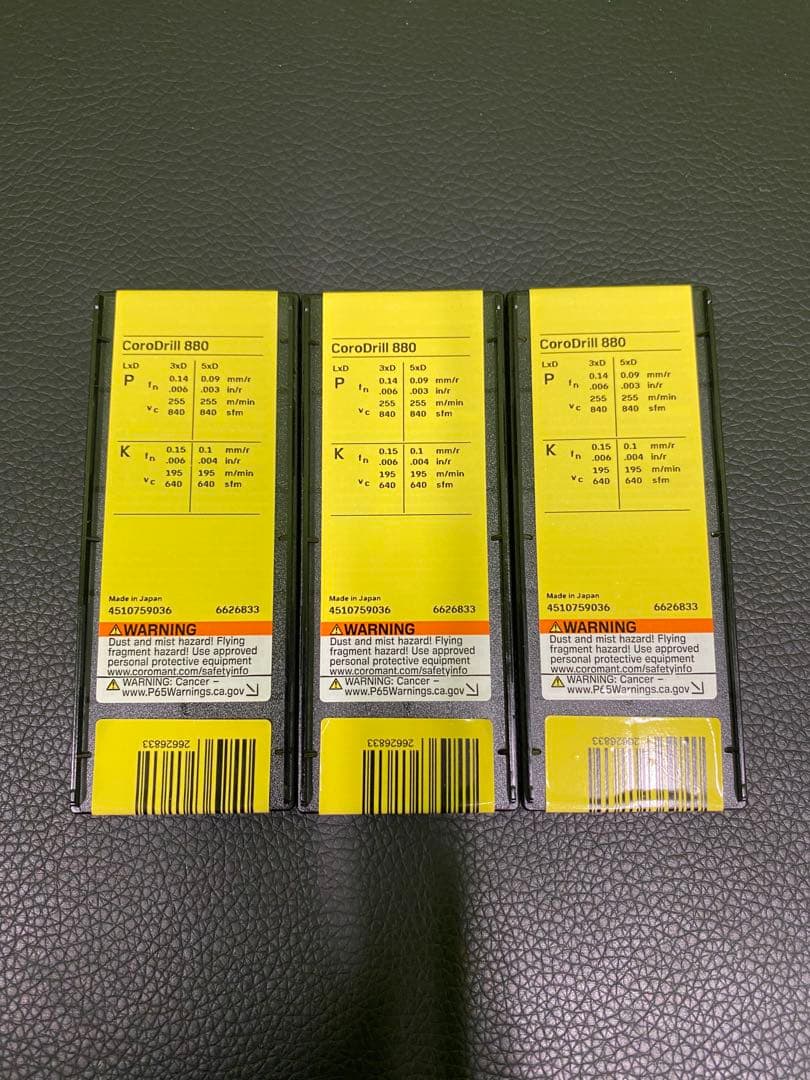 CoroDrill 880
LxD 3xD 5xD
P fn 0.14 0.09 mm/r
.006 .003 in/r
vc 255 255 m/min
840 840 sfm
K fn 0.15 0.1 mm/r
.006 .004 in/r
vc 195 195 m/min
640 640 sfm
Made in Japan
4510759036 6626833
⚠WARNING
Dust and mist hazard! Flying
fragment hazard! Use approved
personal protective equipment
www.coromant.com/safetyinfo
⚠ WARNING: Cancer –
www.P65Warnings.ca.gov
26626833
CoroDrill 880
LxD 3xD 5xD
P fn 0.14 0.09 mm/r
.006 .003 in/r
vc 255 255 m/min
840 840 sfm
K fn 0.15 0.1 mm/r
.006 .004 in/r
vc 195 195 m/min
640 640 sfm
Made in Japan
4510759036 6626833
⚠WARNING
Dust and mist hazard! Flying
fragment hazard! Use approved
personal protective equipment
www.coromant.com/safetyinfo
⚠ WARNING: Cancer –
www.P65Warnings.ca.gov
26626833
CoroDrill 880
LxD 3xD 5xD
P fn 0.14 0.09 mm/r
.006 .003 in/r
vc 255 255 m/min
840 840 sfm
K fn 0.15 0.1 mm/r
.006 .004 in/r
vc 195 195 m/min
640 640 sfm
Made in Japan
4510759036 6626833
⚠WARNING
Dust and mist hazard! Flying
fragment hazard! Use approved
personal protective equipment
www.coromant.com/safetyinfo
⚠ WARNING: Cancer –
www.P65Warnings.ca.gov
26626833